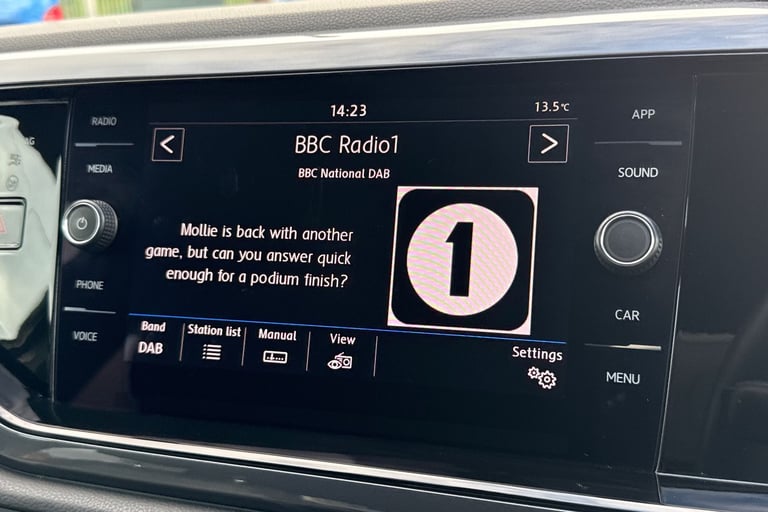 14:23
13.5°C
RADIO
MEDIA
PHONE
VOICE
< BBC Radio1 >
BBC National DAB
Mollie is back with another
game, but can you answer quick
enough for a podium finish?
1
Band
DAB
Station list
Manual
View
Settings
APP
SOUND
CAR
MENU